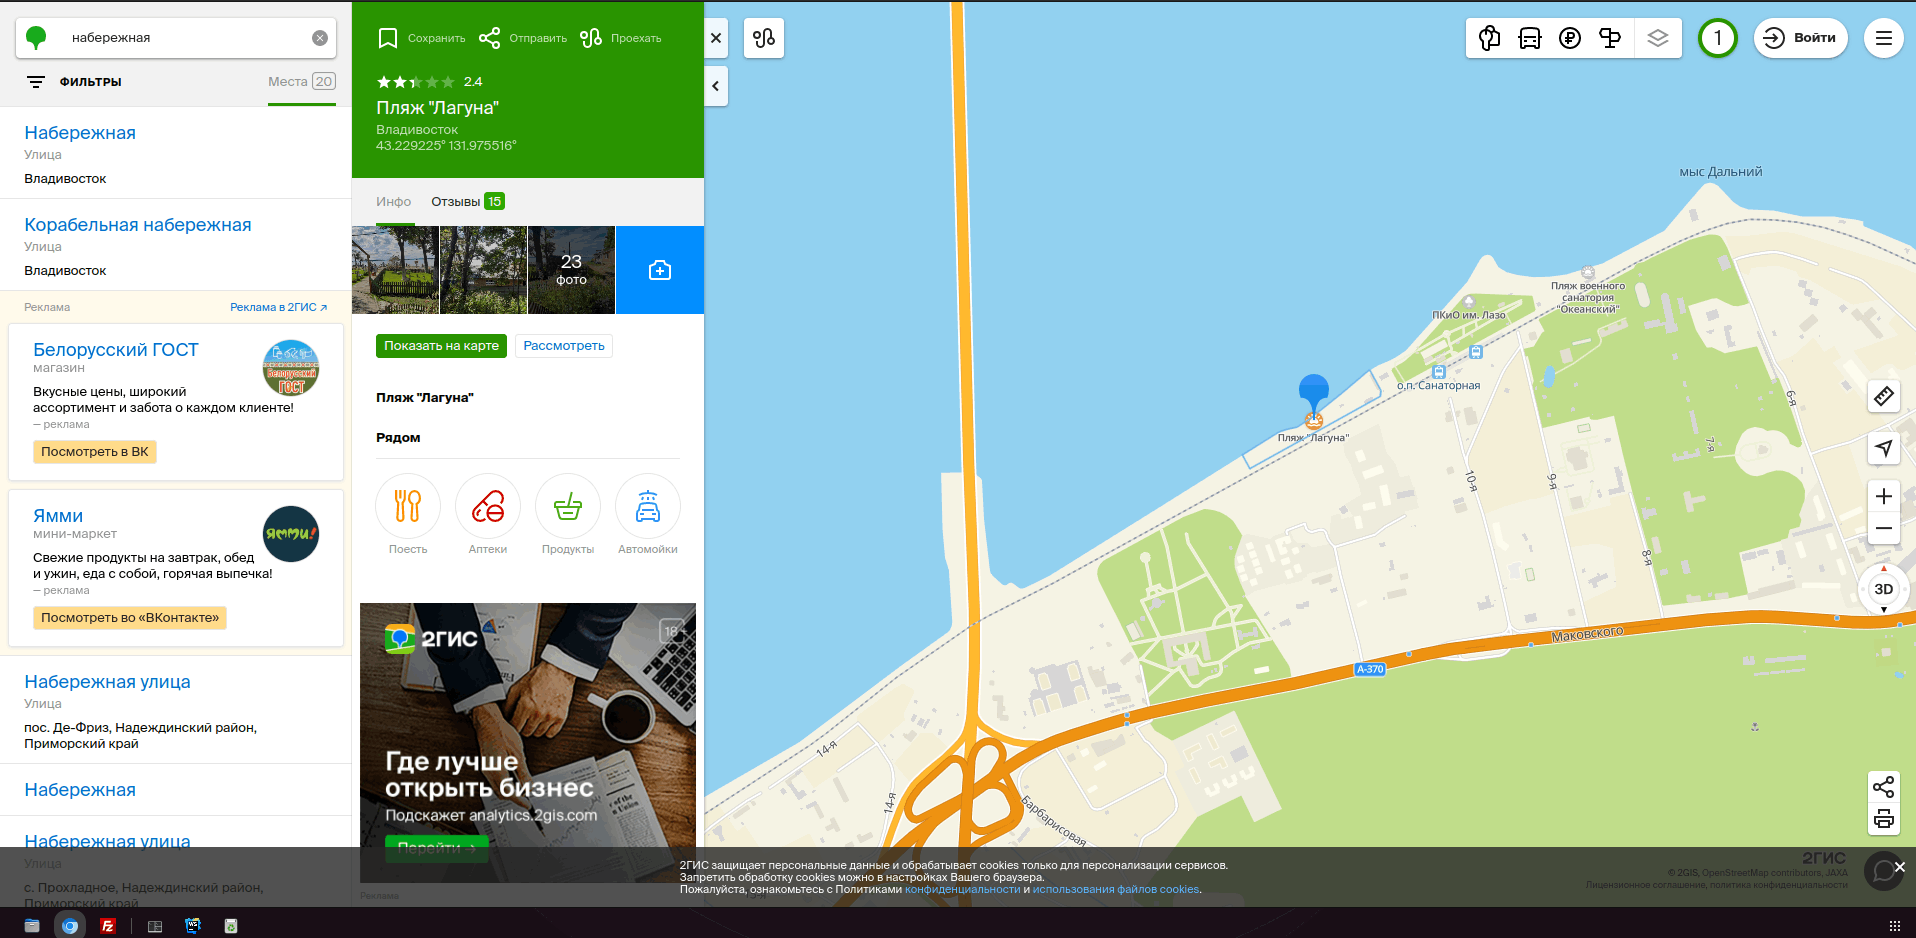 набережная
ФИЛЬТРЫ
Места 20
Набережная
Улица
Владивосток
Корабельная набережная
Улица
Владивосток
Реклама
Реклама в 2ГИС ↗
Белорусский ГОСТ
магазин
Вкусные цены, широкий
ассортимент и забота о каждом клиенте!
– реклама
Посмотреть в ВК
Белорусский
ГОСТ
Ямми
мини-маркет
Свежие продукты на завтрак, обед
и ужин, еда с собой, горячая выпечка!
– реклама
Посмотреть во «ВКонтакте»
ЯММИ!
Набережная улица
Улица
пос. Де-Фриз, Надеждинский район,
Приморский край
Набережная
Набережная улица
Улица
с. Прохладное, Надеждинский район,
Приморский край
Сохранить
Отправить
Проехать
2.4
Пляж "Лагуна"
Владивосток
43.229225° 131.975516°
Инфо
Отзывы 15
23
фото
Показать на карте
Рассмотреть
Пляж "Лагуна"
Рядом
Поесть
Аптеки
Продукты
Автомойки
2ГИС
18+
Где лучше
открыть бизнес
Подскажет analytics.2gis.com
Перейти →
Реклама
1
Войти
мыс Дальний
Пляж военного
санатория
"Океанский"
ПКиО им. Лазо
о.п. Санаторная
Пляж "Лагуна"
6-я
7-я
10-я
9-я
8-я
Маковского
А-370
14-я
14-я
Барбарисовая
3D
2ГИС защищает персональные данные и обрабатывает cookies только для персонализации сервисов.
Запретить обработку cookies можно в настройках Вашего браузера.
Пожалуйста, ознакомьтесь с Политиками конфиденциальности и использования файлов cookies.
2ГИС
© 2GIS, OpenStreetMap contributors, JAXA
Лицензионное соглашение, политика конфиденциальности
Fz
WS